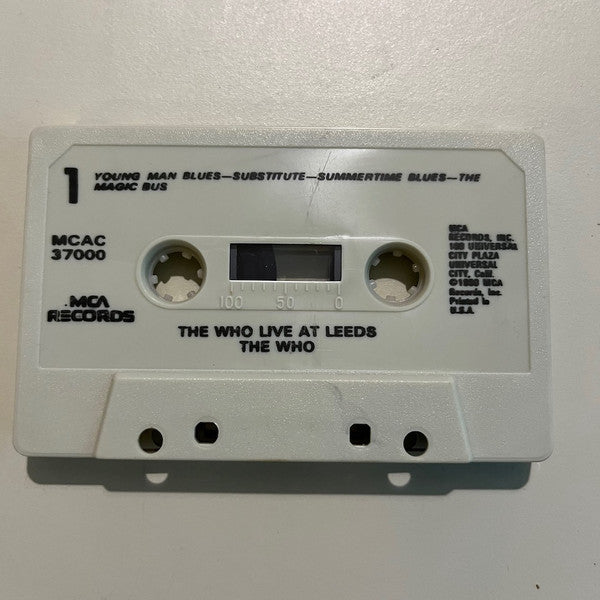 1
YOUNG MAN BLUES—SUBSTITUTE—SUMMERTIME BLUES—THE
MAGIC BUS
MCAC
37000
MCA
RECORDS
100 50 0
MCA
RECORDS, INC.
100 UNIVERSAL
CITY PLAZA
UNIVERSAL
CITY, Calif.
MCA
Records, Inc.
Printed in
U.S.A.
THE WHO LIVE AT LEEDS
THE WHO